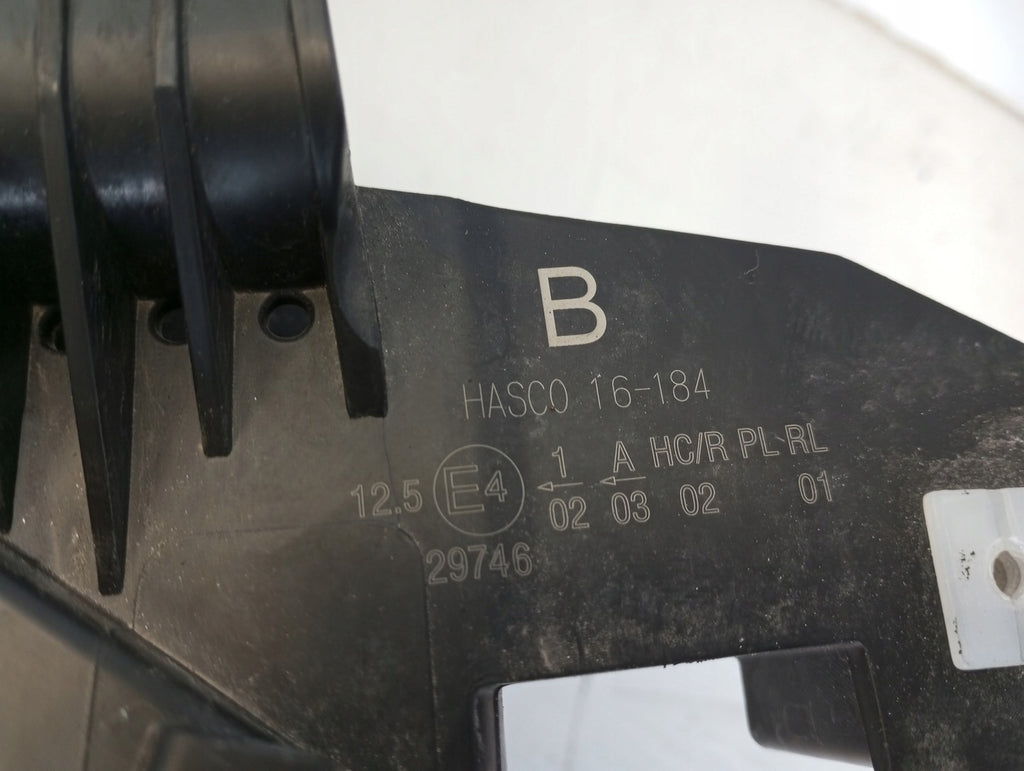 B
HASCO 16-184
1 A HC/R PL RL
12.5 E4 ← ←
02 03 02 01
29746